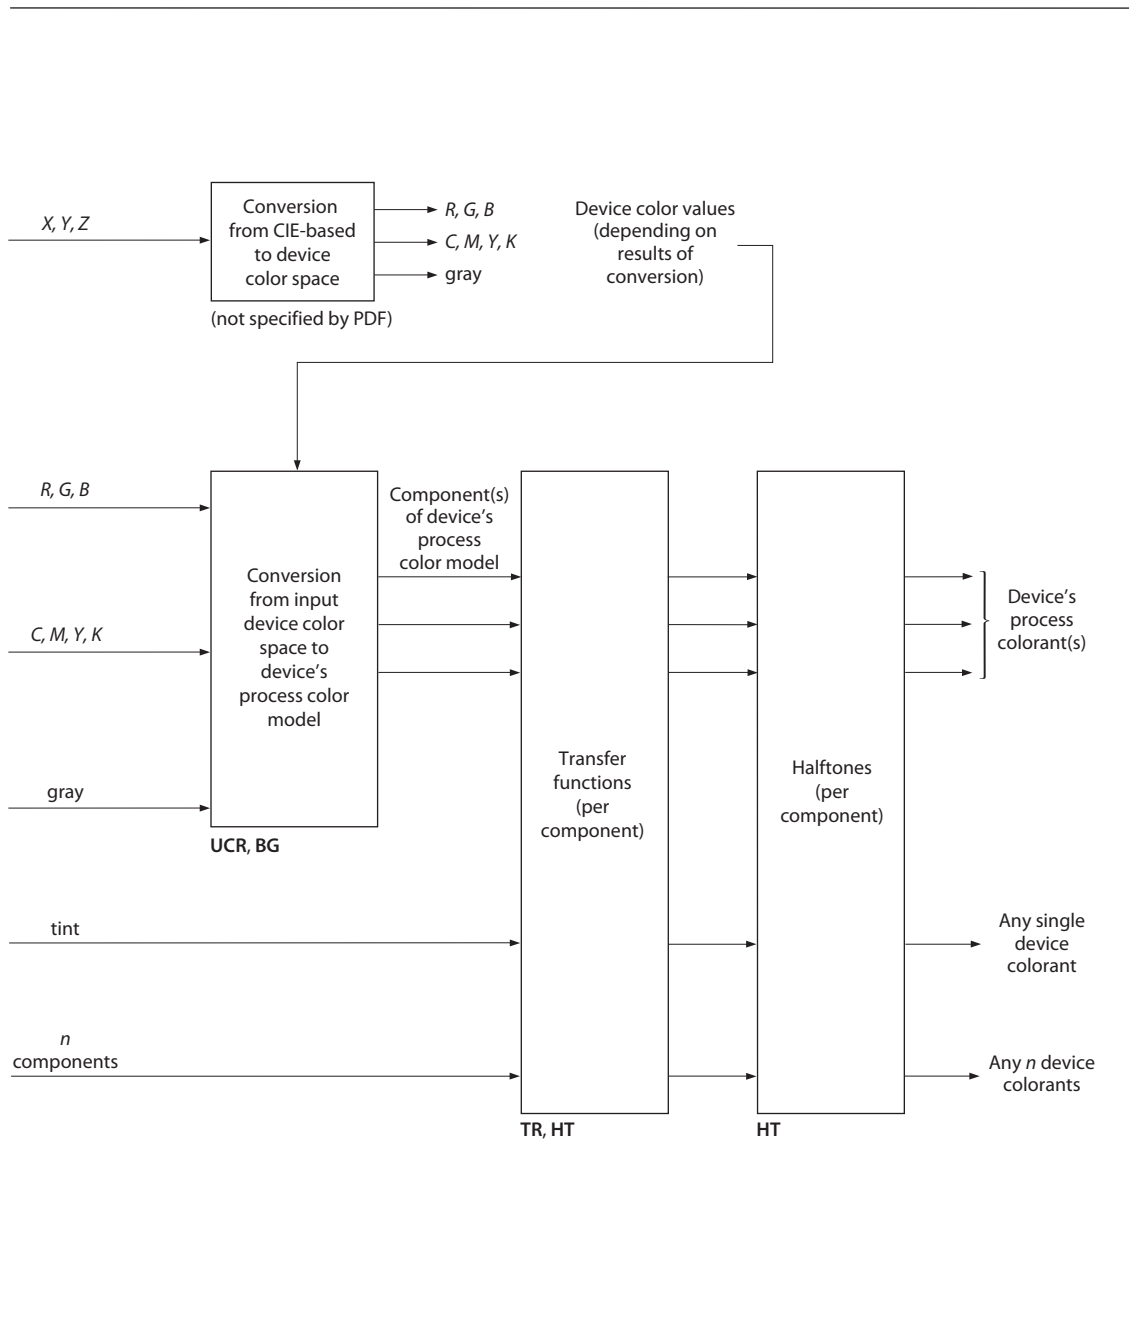 X, Y, Z
Conversion
from CIE-based
to device
color space
(not specified by PDF)
R, G, B
C, M, Y, K
gray
Device color values
(depending on
results of
conversion)
R, G, B
C, M, Y, K
gray
Conversion
from input
device color
space to
device’s
process color
model
UCR, BG
Component(s)
of device’s
process
color model
Transfer
functions
(per
component)
Halftones
(per
component)
Device’s
process
colorant(s)
tint
Any single
device
colorant
n
components
Any n device
colorants
TR, HT
HT